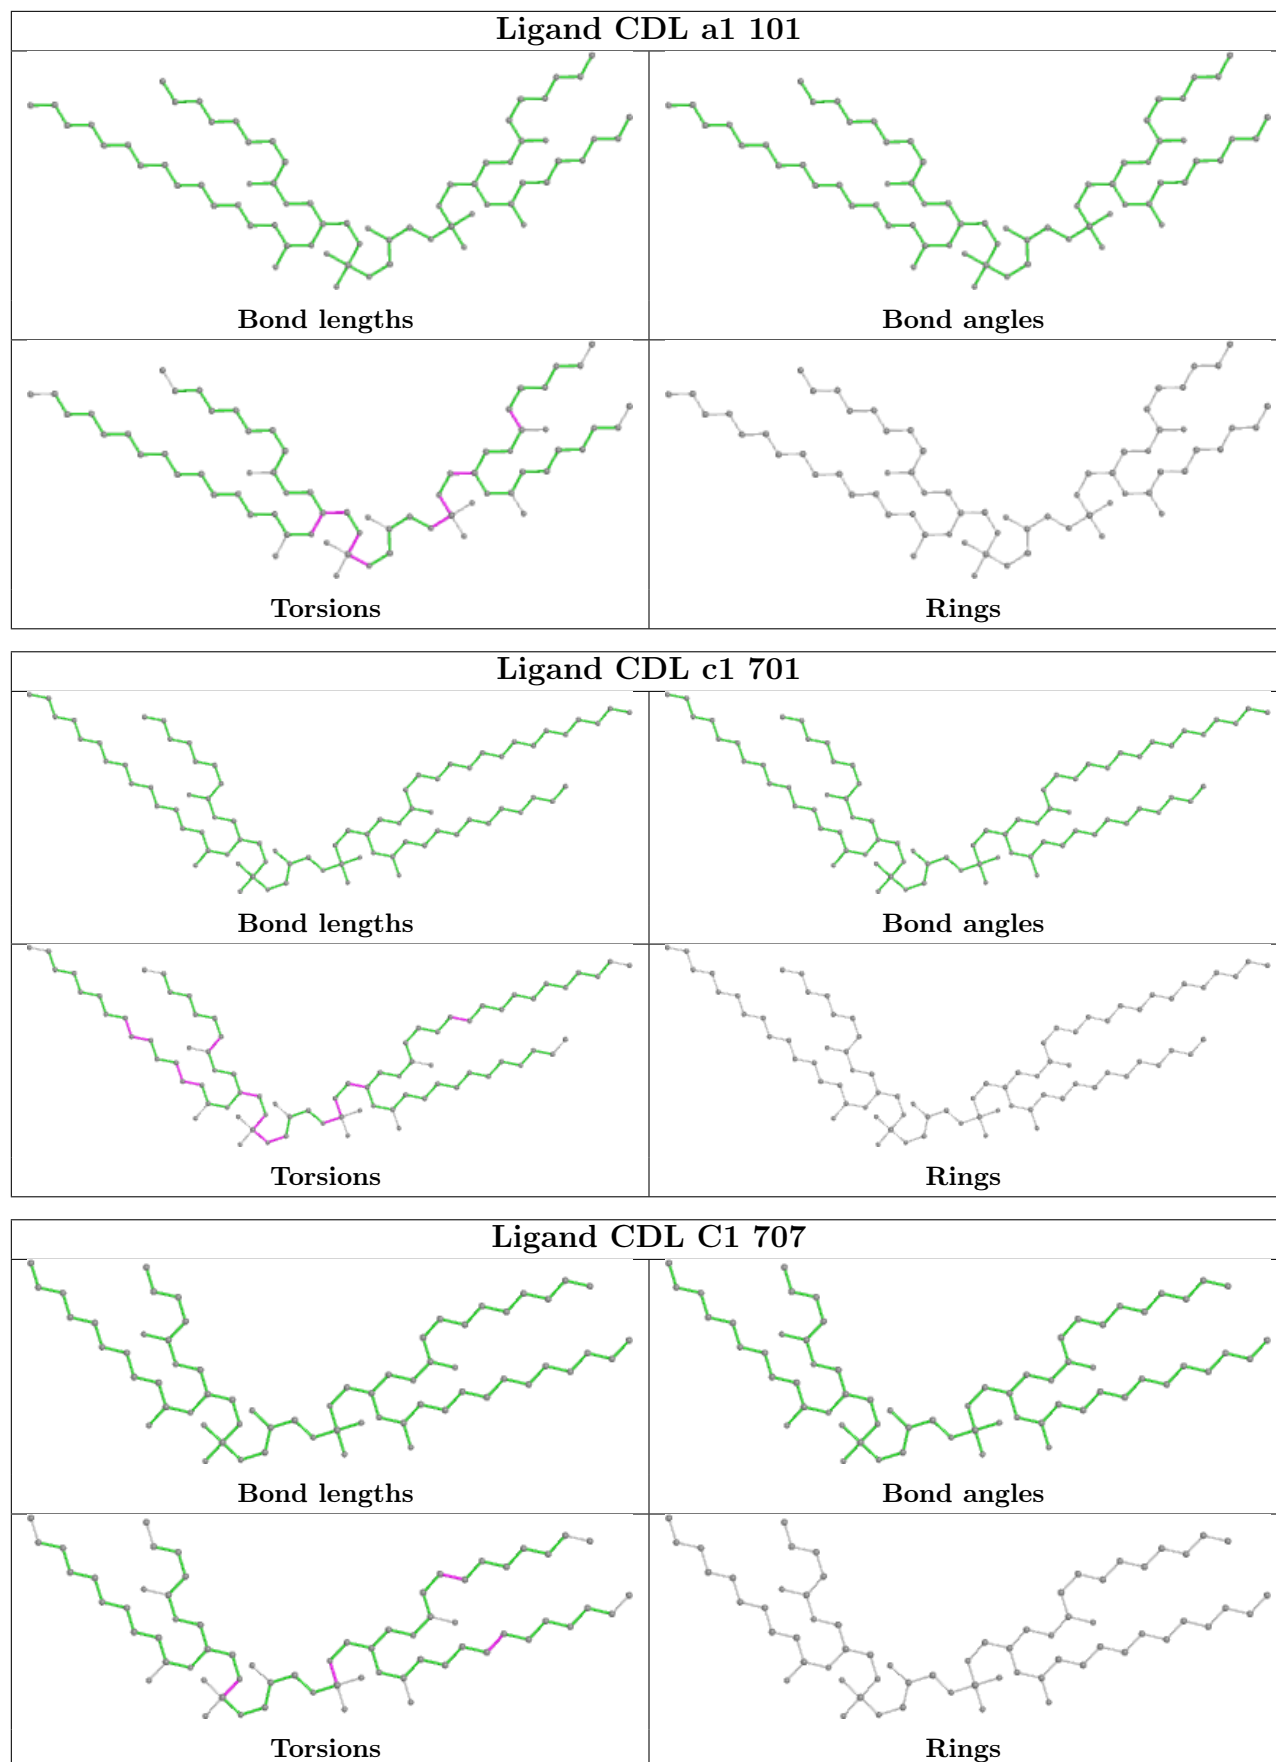 Ligand CDL a1 101
Bond lengths
Bond angles
Torsions
Rings
Ligand CDL c1 701
Bond lengths
Bond angles
Torsions
Rings
Ligand CDL C1 707
Bond lengths
Bond angles
Torsions
Rings